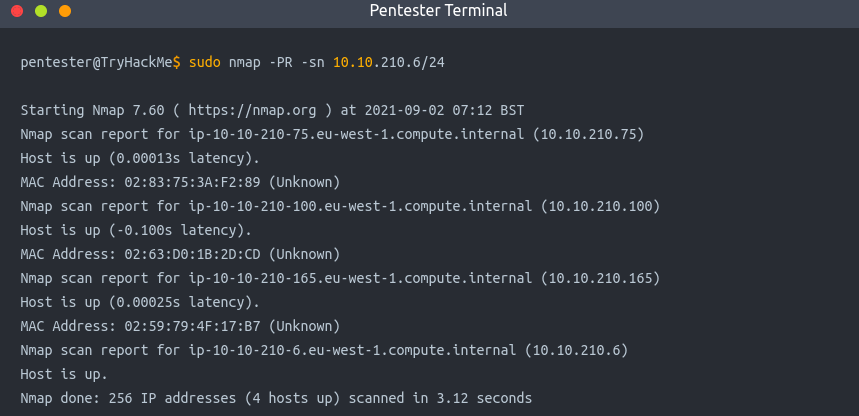 Pentester Terminal
pentester@TryHackMe$ sudo nmap -PR -sn 10.10.210.6/24
Starting Nmap 7.60 ( https://nmap.org ) at 2021-09-02 07:12 BST
Nmap scan report for ip-10-10-210-75.eu-west-1.compute.internal (10.10.210.75)
Host is up (0.00013s latency).
MAC Address: 02:83:75:3A:F2:89 (Unknown)
Nmap scan report for ip-10-10-210-100.eu-west-1.compute.internal (10.10.210.100)
Host is up (-0.100s latency).
MAC Address: 02:63:D0:1B:2D:CD (Unknown)
Nmap scan report for ip-10-10-210-165.eu-west-1.compute.internal (10.10.210.165)
Host is up (0.00025s latency).
MAC Address: 02:59:79:4F:17:B7 (Unknown)
Nmap scan report for ip-10-10-210-6.eu-west-1.compute.internal (10.10.210.6)
Host is up.
Nmap done: 256 IP addresses (4 hosts up) scanned in 3.12 seconds